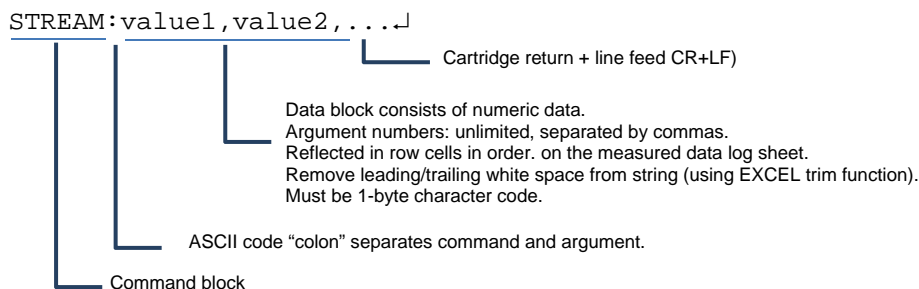 STREAM:value1,value2,...↵
Cartridge return + line feed CR+LF)
Data block consists of numeric data.
Argument numbers: unlimited, separated by commas.
Reflected in row cells in order. on the measured data log sheet.
Remove leading/trailing white space from string (using EXCEL trim function).
Must be 1-byte character code.
ASCII code “colon” separates command and argument.
Command block